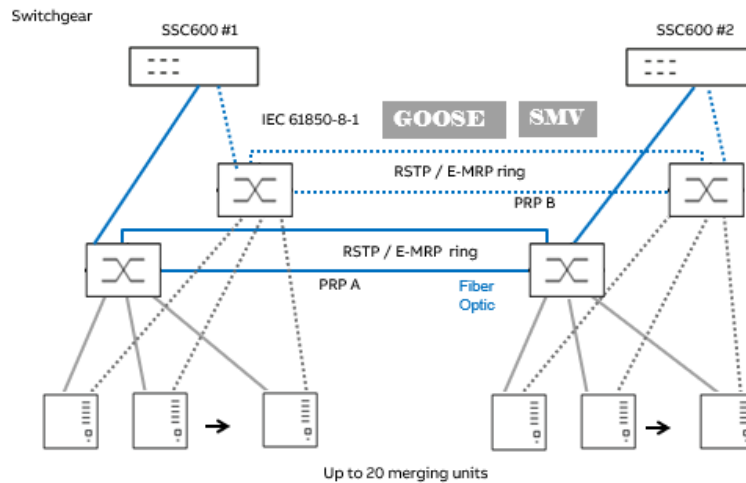 Switchgear
SSC600 #1
SSC600 #2
IEC 61850-8-1
GOOSE
SMV
RSTP / E-MRP ring
PRP B
RSTP / E-MRP ring
PRP A
Fiber
Optic
Up to 20 merging units